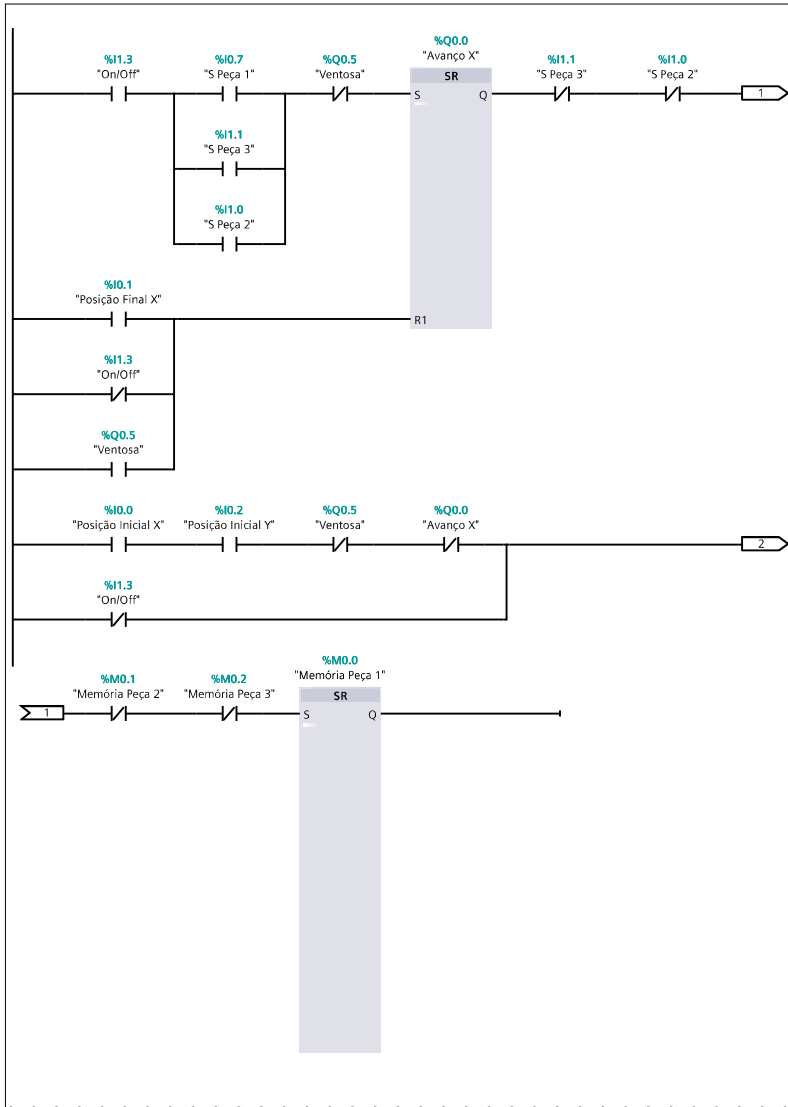 %Q0.0
"Avanço X"
%I1.3 %I0.7 %Q0.5 SR %I1.1 %I1.0
"On/Off" "S Peça 1" "Ventosa" "S Peça 3" "S Peça 2"
S Q 1
%I1.1
"S Peça 3"
%I1.0
"S Peça 2"
%I0.1
"Posição Final X"
R1
%I1.3
"On/Off"
%Q0.5
"Ventosa"
%I0.0 %I0.2 %Q0.5 %Q0.0
"Posição Inicial X" "Posição Inicial Y" "Ventosa" "Avanço X"
2
%I1.3
"On/Off"
%M0.0
"Memória Peça 1"
%M0.1 %M0.2 SR
"Memória Peça 2" "Memória Peça 3"
1 S Q